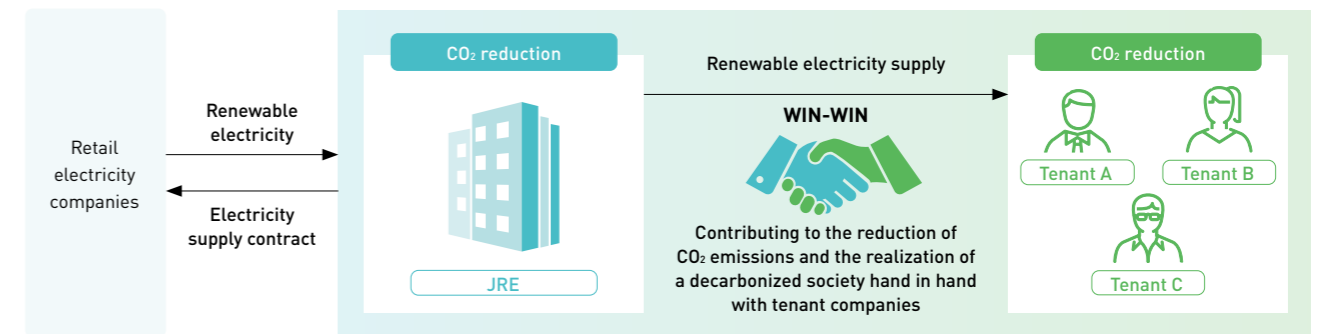 Retail
electricity
companies
Renewable
electricity
Electricity
supply contract
CO₂ reduction
JRE
Renewable electricity supply
WIN-WIN
Contributing to the reduction of
CO₂ emissions and the realization of
a decarbonized society hand in hand
with tenant companies
CO₂ reduction
Tenant A
Tenant B
Tenant C